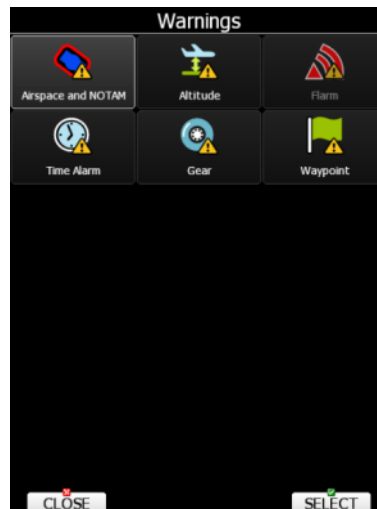 Warnings
Airspace and NOTAM
Altitude
Flarm
Time Alarm
Gear
Waypoint
CLOSE
SELECT